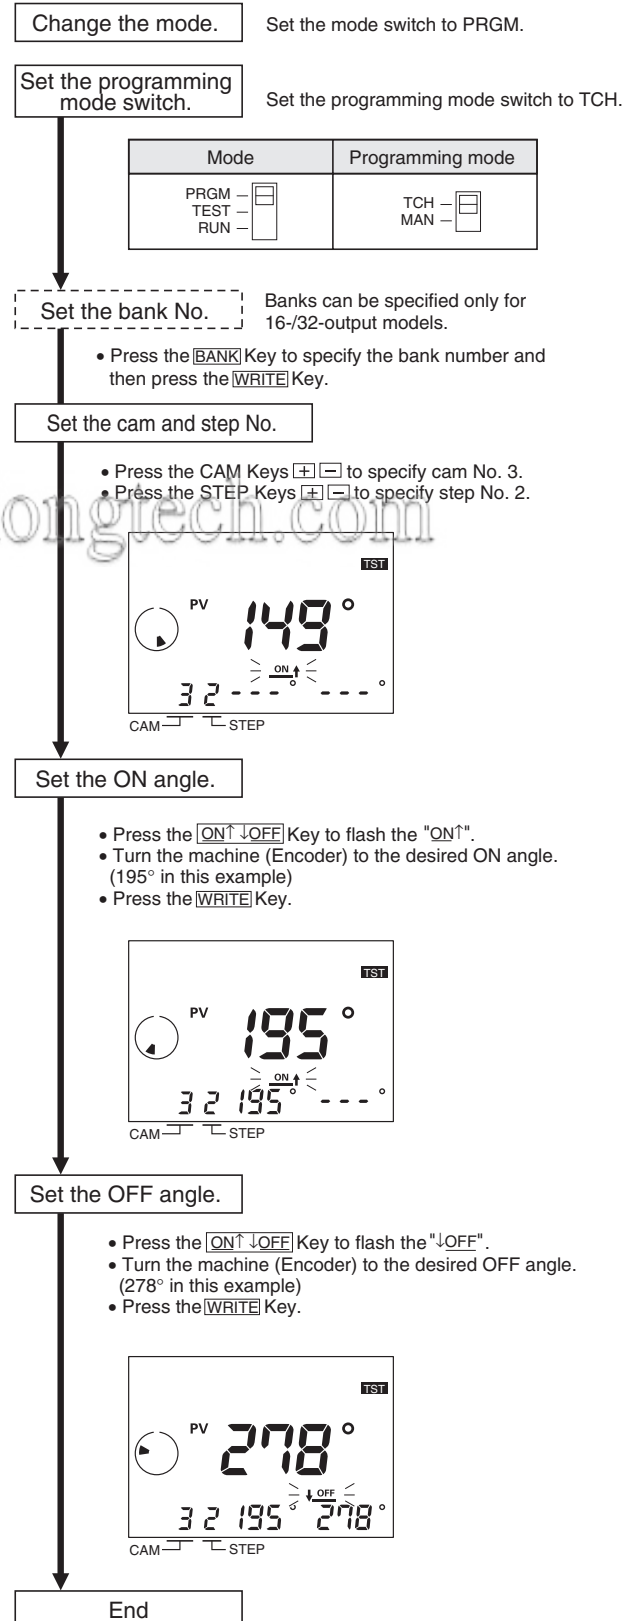 Change the mode.
Set the mode switch to PRGM.
Set the programming
mode switch.
Set the programming mode switch to TCH.
Mode
Programming mode
PRGM
TEST
RUN
TCH
MAN
Set the bank No.
Banks can be specified only for
16-/32-output models.
• Press the BANK Key to specify the bank number and
then press the WRITE Key.
Set the cam and step No.
• Press the CAM Keys + − to specify cam No. 3.
• Press the STEP Keys + − to specify step No. 2.
ongtech.com
TST
PV 149°
ON↑
3 2 ---° ---°
CAM STEP
Set the ON angle.
• Press the ON↑ ↓OFF Key to flash the "ON↑".
• Turn the machine (Encoder) to the desired ON angle.
(195° in this example)
• Press the WRITE Key.
TST
PV 195°
ON↑
3 2 195° ---°
CAM STEP
Set the OFF angle.
• Press the ON↑ ↓OFF Key to flash the "↓OFF".
• Turn the machine (Encoder) to the desired OFF angle.
(278° in this example)
• Press the WRITE Key.
TST
PV 278°
↓OFF
3 2 195° 278°
CAM STEP
End